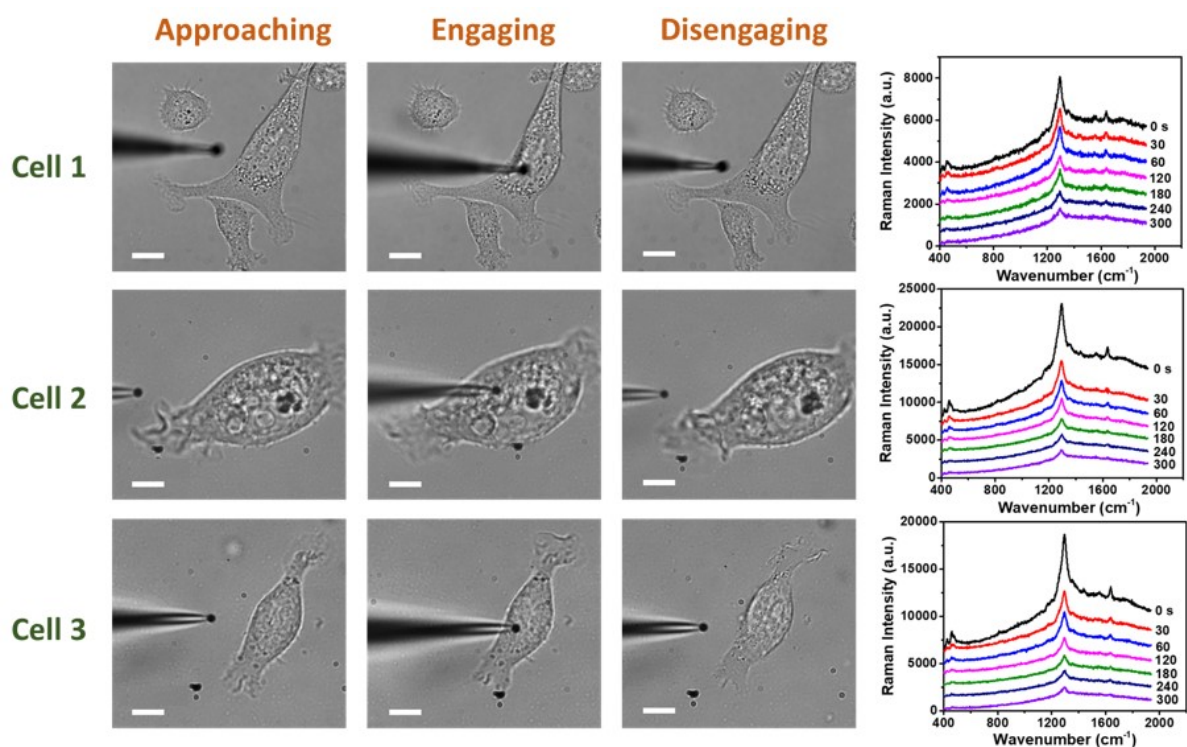 Approaching Engaging Disengaging
Cell 1
Raman Intensity (a.u.)
8000
6000
4000
2000
0
0 s
30
60
120
180
240
300
400 800 1200 1600 2000
Wavenumber (cm⁻¹)
Cell 2
Raman Intensity (a.u.)
25000
20000
15000
10000
5000
0
0 s
30
60
120
180
240
300
400 800 1200 1600 2000
Wavenumber (cm⁻¹)
Cell 3
Raman Intensity (a.u.)
20000
15000
10000
5000
0
0 s
30
60
120
180
240
300
400 800 1200 1600 2000
Wavenumber (cm⁻¹)